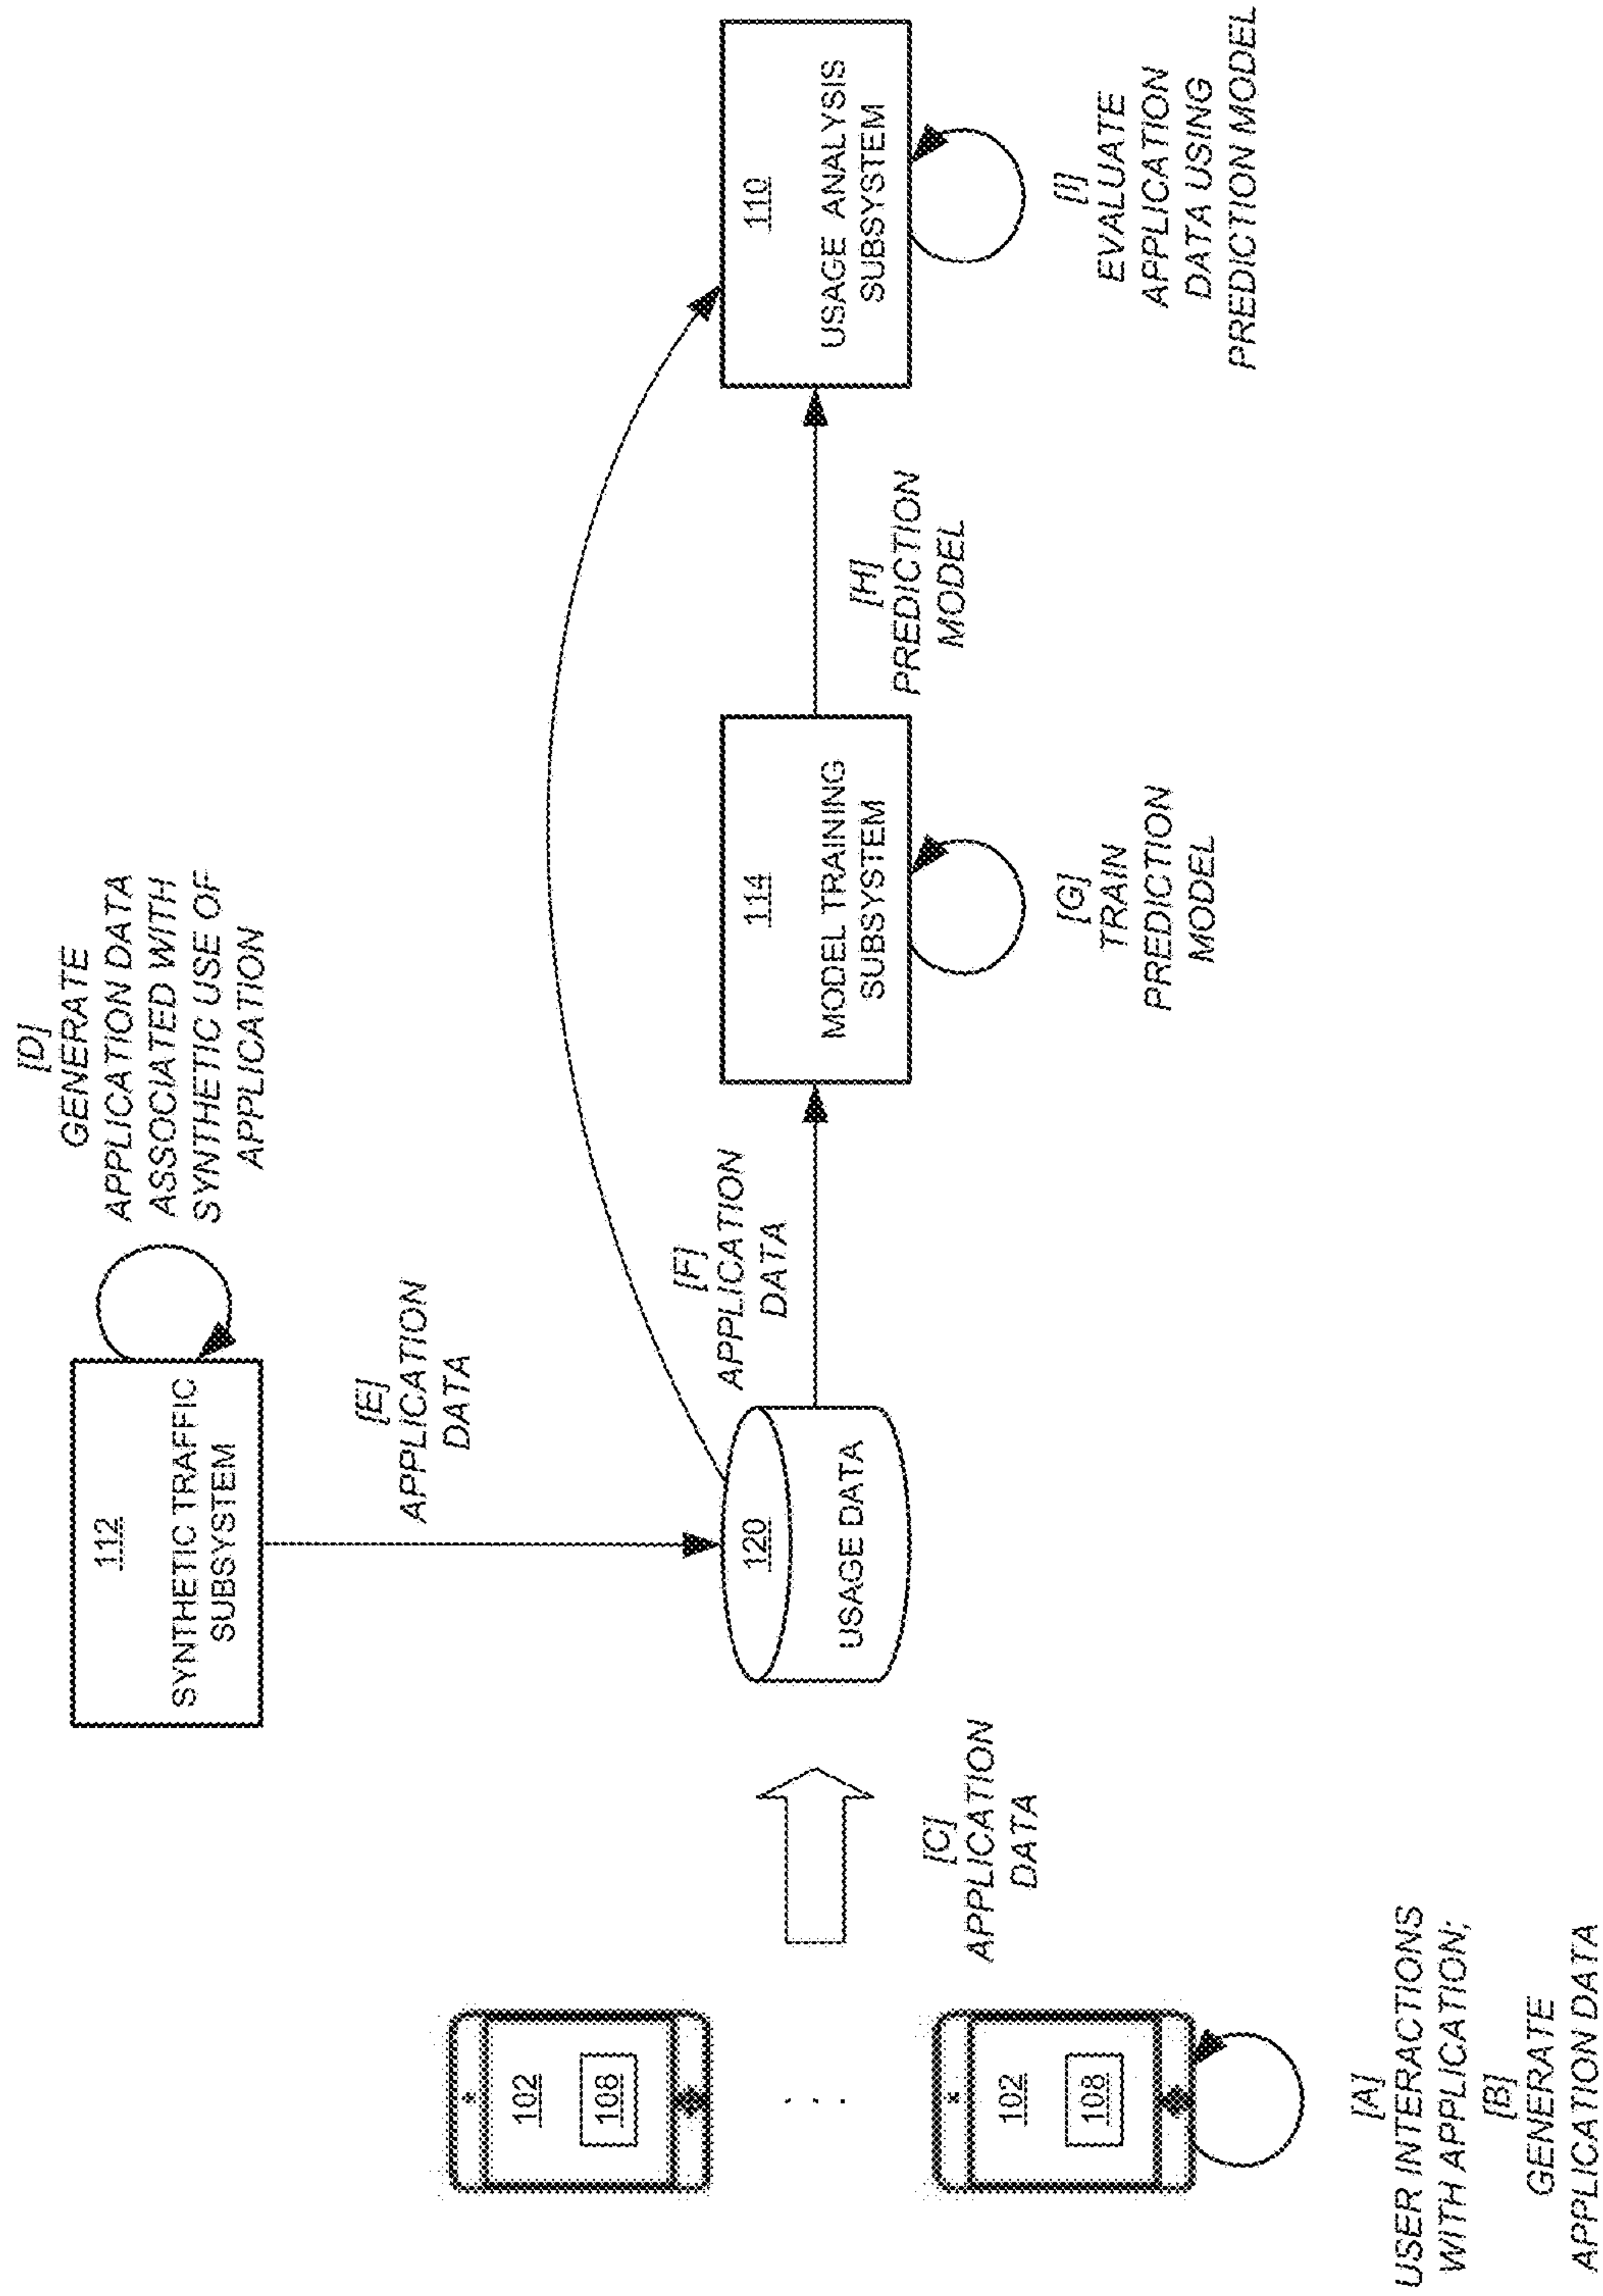 [D]
GENERATE
APPLICATION DATA
ASSOCIATED WITH
SYNTHETIC USE OF
APPLICATION
112
SYNTHETIC TRAFFIC
SUBSYSTEM
[E]
APPLICATION
DATA
102
108
. . .
102
108
[A]
USER INTERACTIONS
WITH APPLICATION;
[B]
GENERATE
APPLICATION DATA
[C]
APPLICATION
DATA
120
USAGE DATA
[F]
APPLICATION
DATA
114
MODEL TRAINING
SUBSYSTEM
[G]
TRAIN
PREDICTION
MODEL
[H]
PREDICTION
MODEL
110
USAGE ANALYSIS
SUBSYSTEM
[I]
EVALUATE
APPLICATION
DATA USING
PREDICTION MODEL